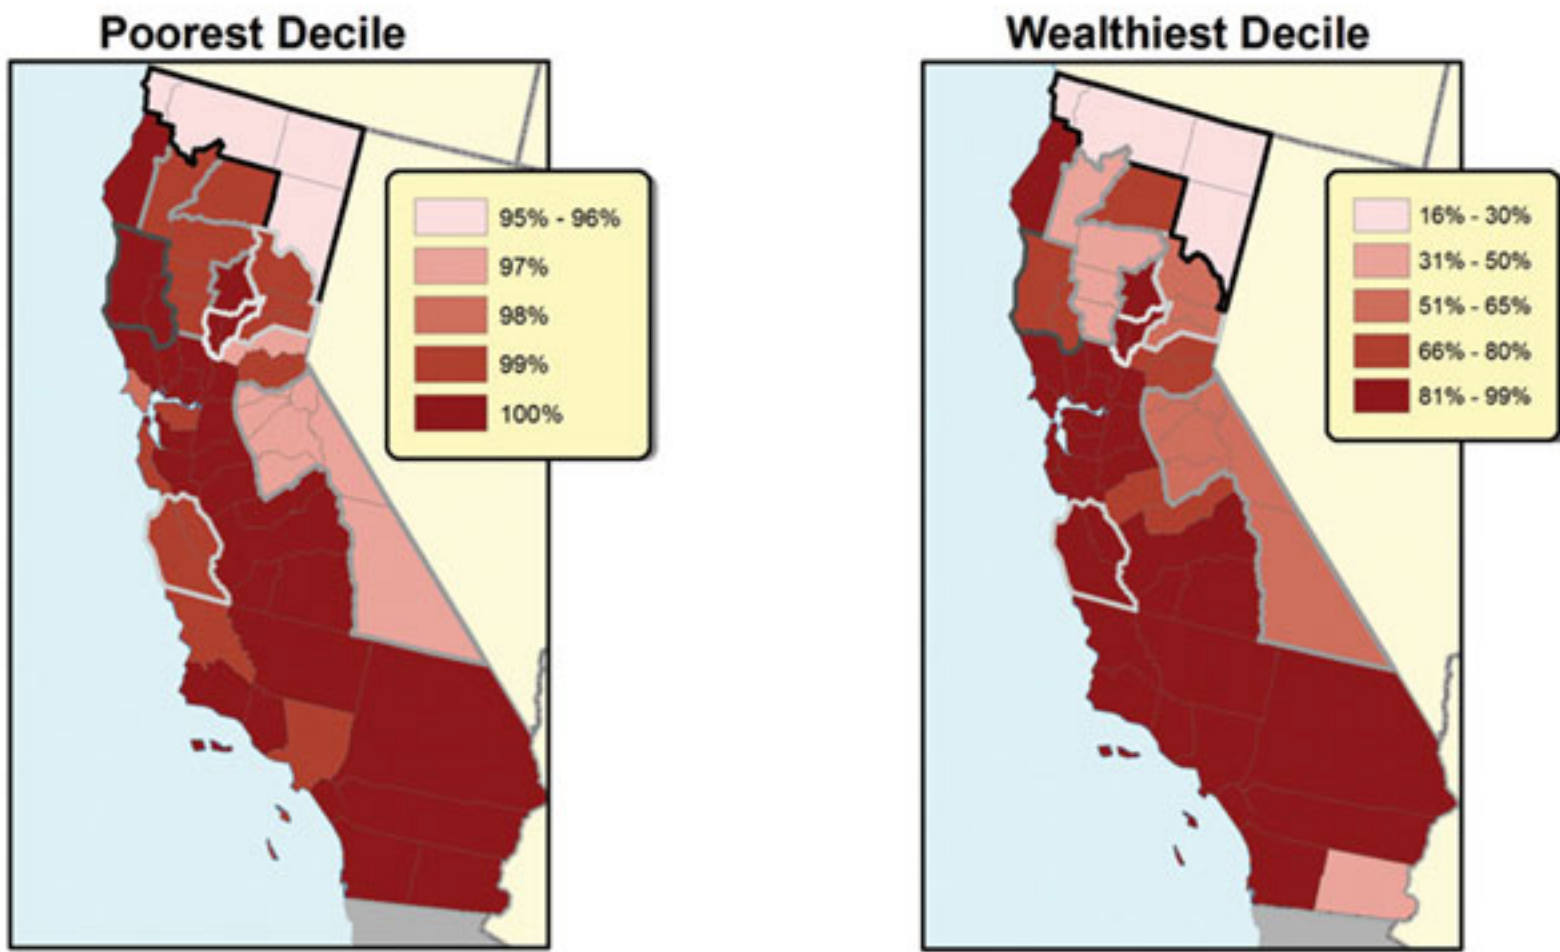 Poorest Decile
95% - 96%
97%
98%
99%
100%
Wealthiest Decile
16% - 30%
31% - 50%
51% - 65%
66% - 80%
81% - 99%